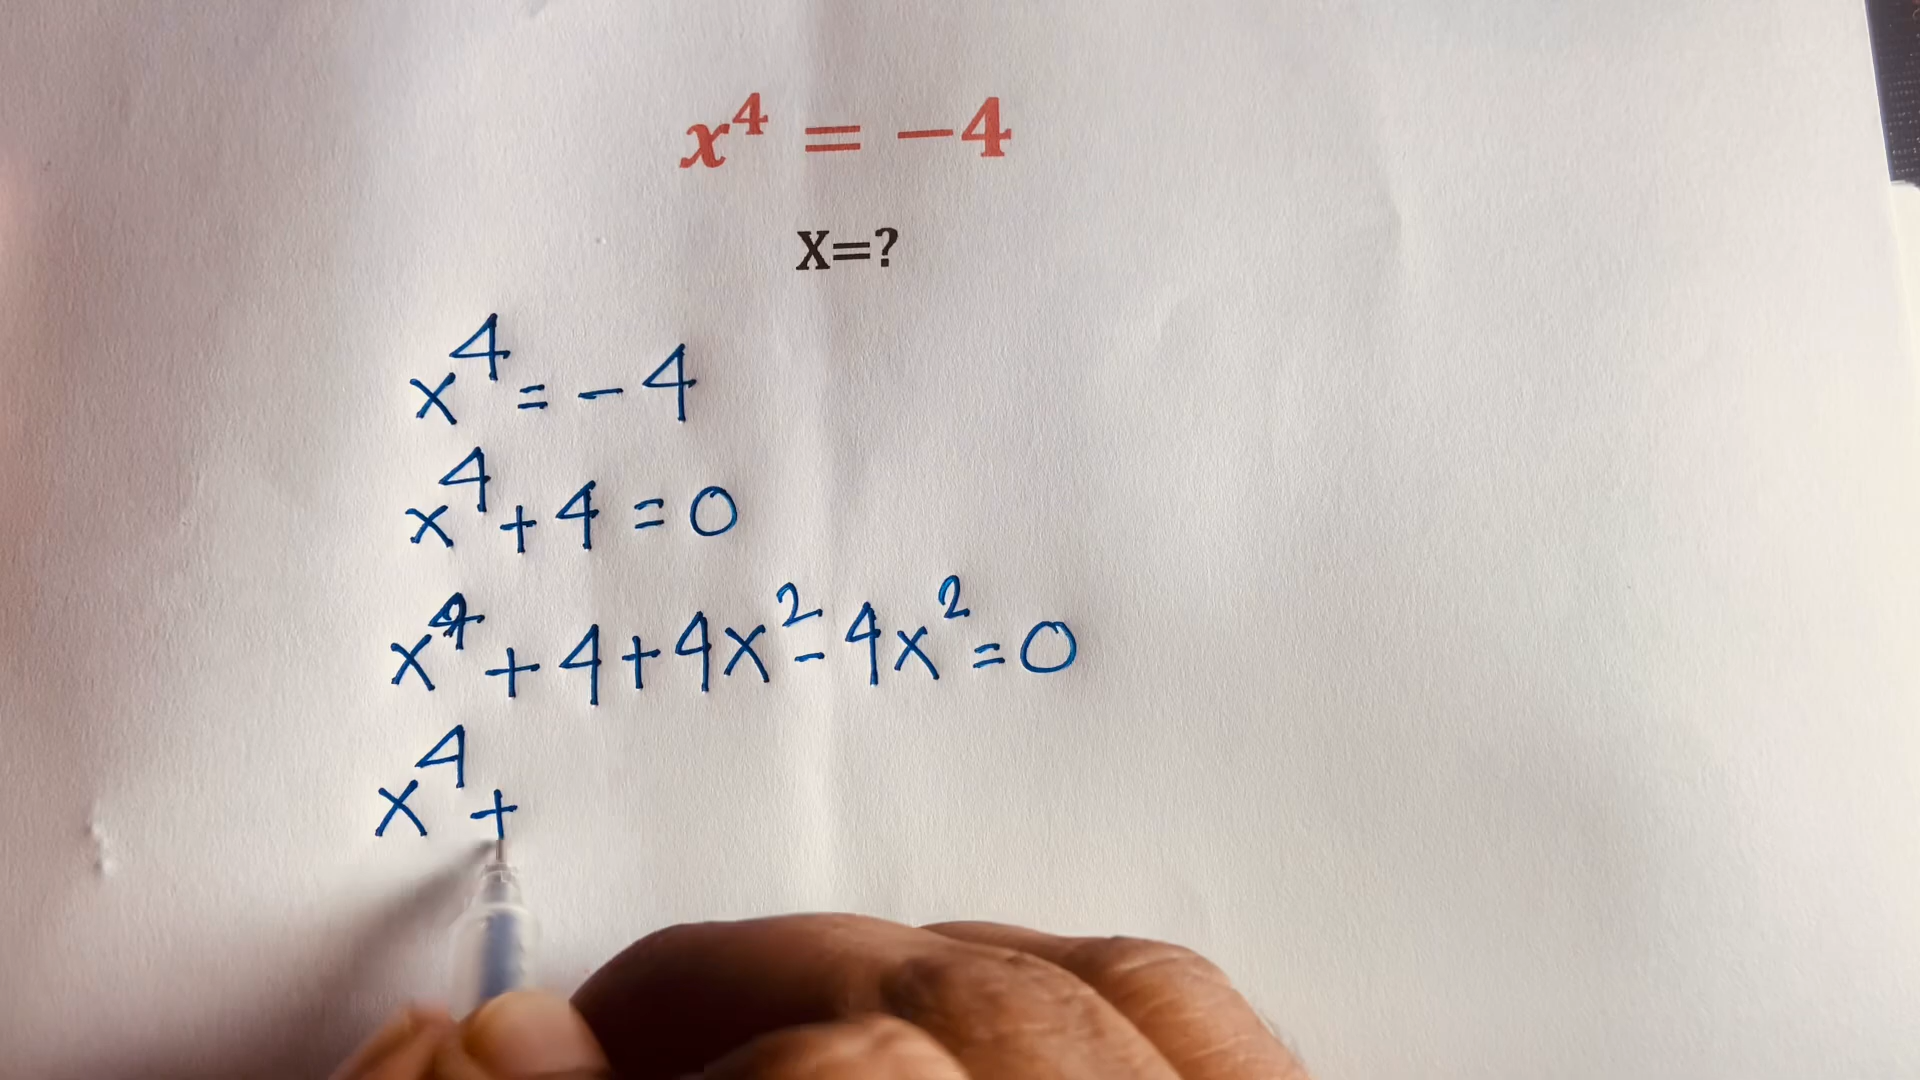 x⁴ = −4
X=?
x⁴ = - 4
x⁴ + 4 = 0
x⁴ + 4 + 4x² - 4x² = 0
x⁴ +